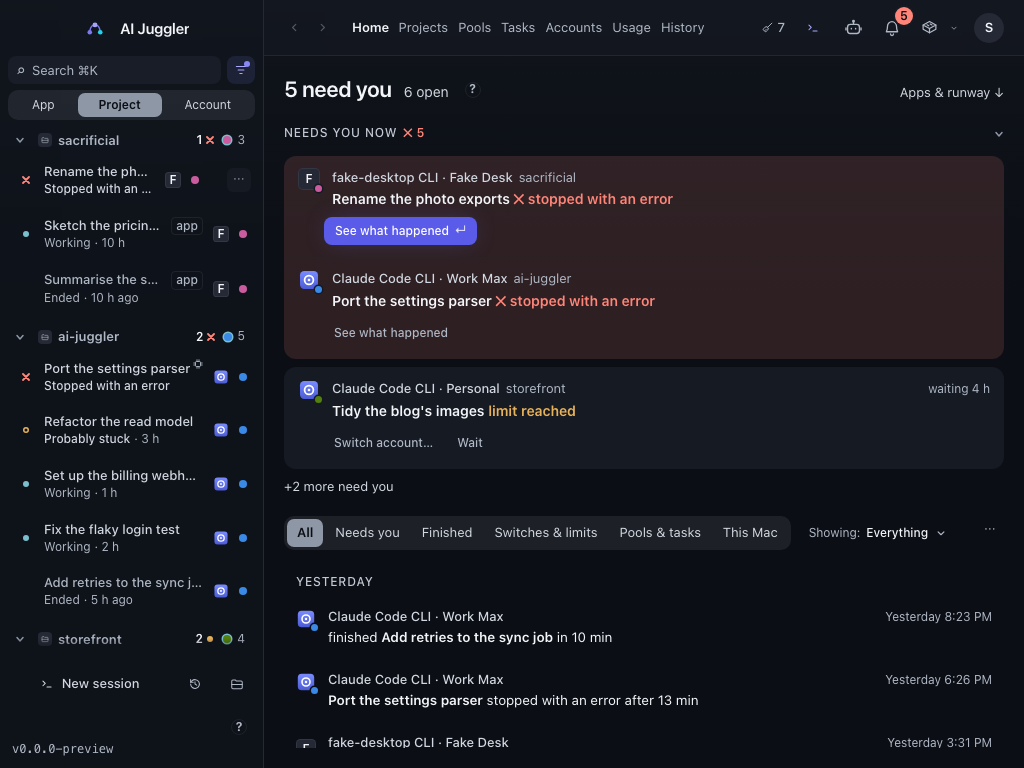 AI Juggler
Search ⌘K
App Project Account
sacrificial 1 3
Rename the ph... F
Stopped with an ...
Sketch the pricin... app F
Working · 10 h
Summarise the s... app F
Ended · 10 h ago
ai-juggler 2 5
Port the settings parser
Stopped with an error
Refactor the read model
Probably stuck · 3 h
Set up the billing webh...
Working · 1 h
Fix the flaky login test
Working · 2 h
Add retries to the sync j...
Ended · 5 h ago
storefront 2 4
New session
?
v0.0.0-preview
Home Projects Pools Tasks Accounts Usage History 7 5 S
5 need you 6 open ? Apps & runway ↓
NEEDS YOU NOW 5
F fake-desktop CLI · Fake Desk sacrificial
Rename the photo exports stopped with an error
See what happened
Claude Code CLI · Work Max ai-juggler
Port the settings parser stopped with an error
See what happened
Claude Code CLI · Personal storefront waiting 4 h
Tidy the blog's images limit reached
Switch account... Wait
+2 more need you
All Needs you Finished Switches & limits Pools & tasks This Mac Showing: Everything ...
YESTERDAY
Claude Code CLI · Work Max Yesterday 8:23 PM
finished Add retries to the sync job in 10 min
Claude Code CLI · Work Max Yesterday 6:26 PM
Port the settings parser stopped with an error after 13 min
F fake-desktop CLI · Fake Desk Yesterday 3:31 PM